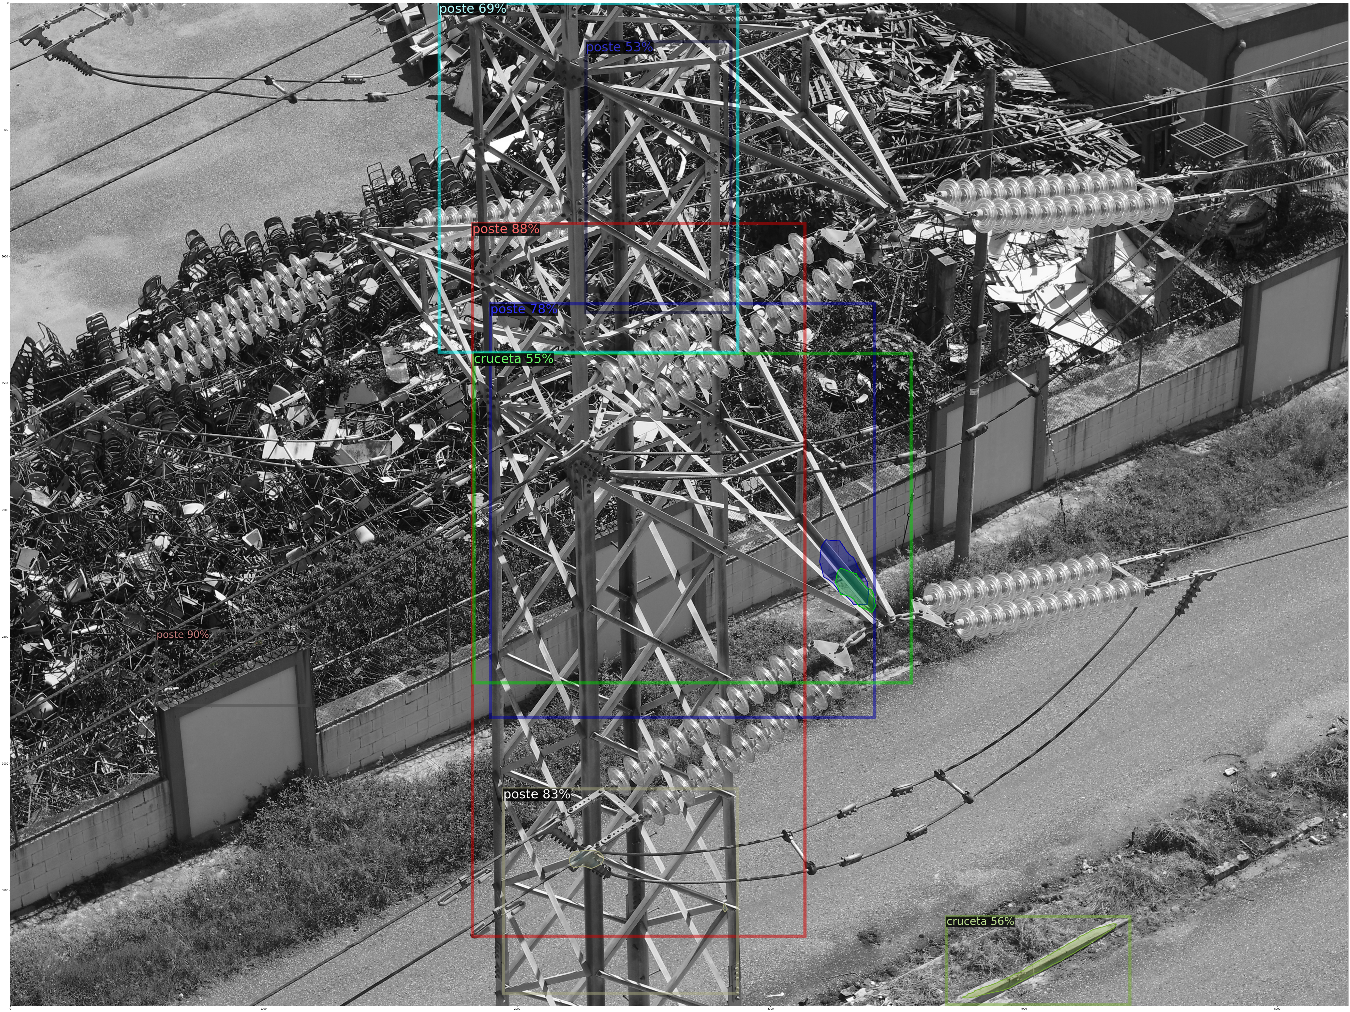 poste 69%
poste 53%
poste 88%
poste 78%
cruceta 55%
poste 90%
poste 83%
cruceta 56%